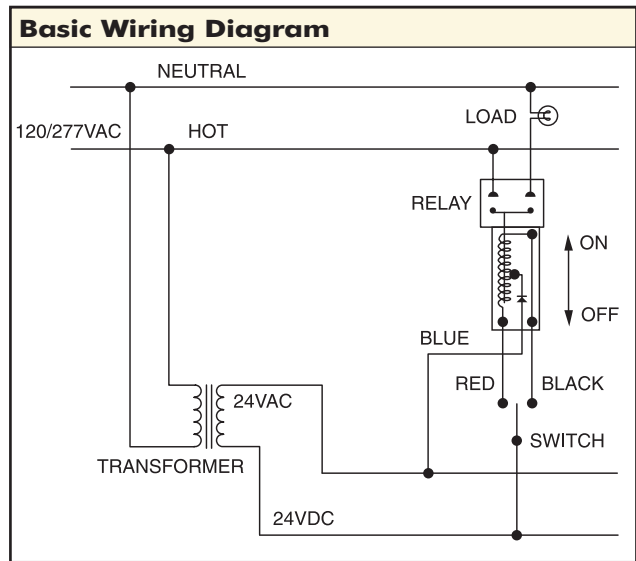 Basic Wiring Diagram
NEUTRAL
LOAD
120/277VAC
HOT
RELAY
ON
OFF
BLUE
RED
BLACK
24VAC
SWITCH
TRANSFORMER
24VDC